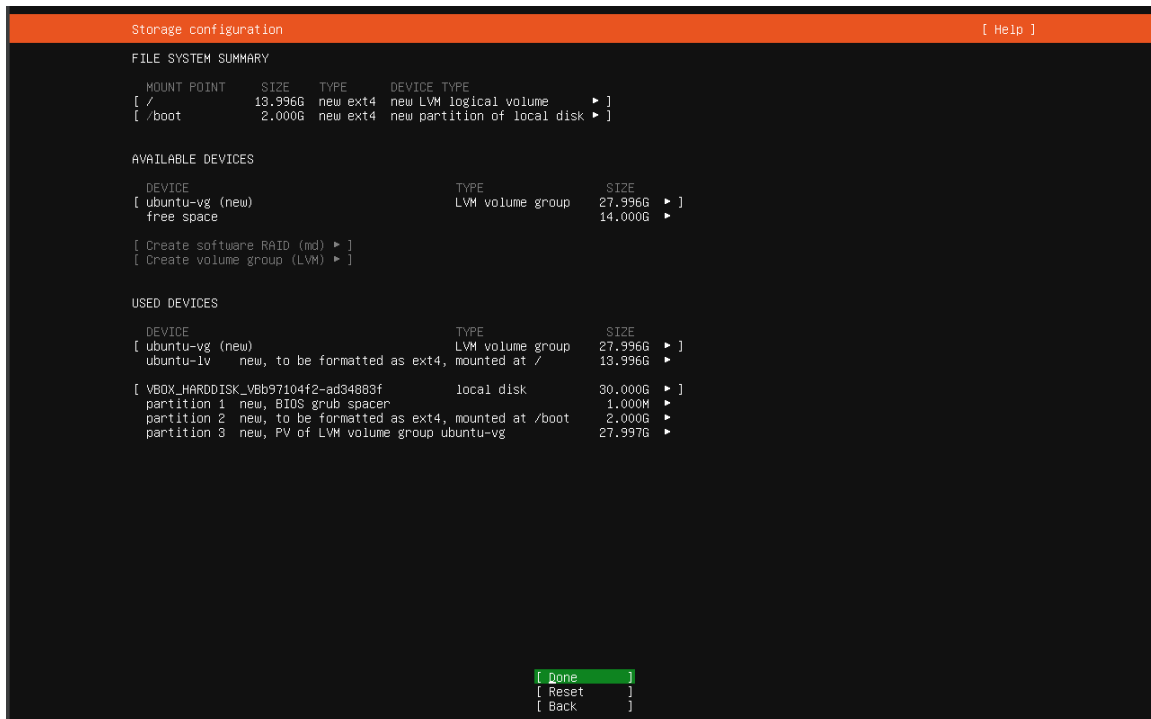 Storage configuration [ Help ]
FILE SYSTEM SUMMARY
MOUNT POINT SIZE TYPE DEVICE TYPE
[ / 13.996G new ext4 new LVM logical volume ▸ ]
[ /boot 2.000G new ext4 new partition of local disk ▸ ]
AVAILABLE DEVICES
DEVICE TYPE SIZE
[ ubuntu-vg (new) LVM volume group 27.996G ▸ ]
free space 14.000G ▸
[ Create software RAID (md) ▸ ]
[ Create volume group (LVM) ▸ ]
USED DEVICES
DEVICE TYPE SIZE
[ ubuntu-vg (new) LVM volume group 27.996G ▸ ]
ubuntu-lv new, to be formatted as ext4, mounted at / 13.996G ▸
[ VBOX_HARDDISK_VBb97104f2-ad34883f local disk 30.000G ▸ ]
partition 1 new, BIOS grub spacer 1.000M ▸
partition 2 new, to be formatted as ext4, mounted at /boot 2.000G ▸
partition 3 new, PV of LVM volume group ubuntu-vg 27.997G ▸
[ Done ]
[ Reset ]
[ Back ]